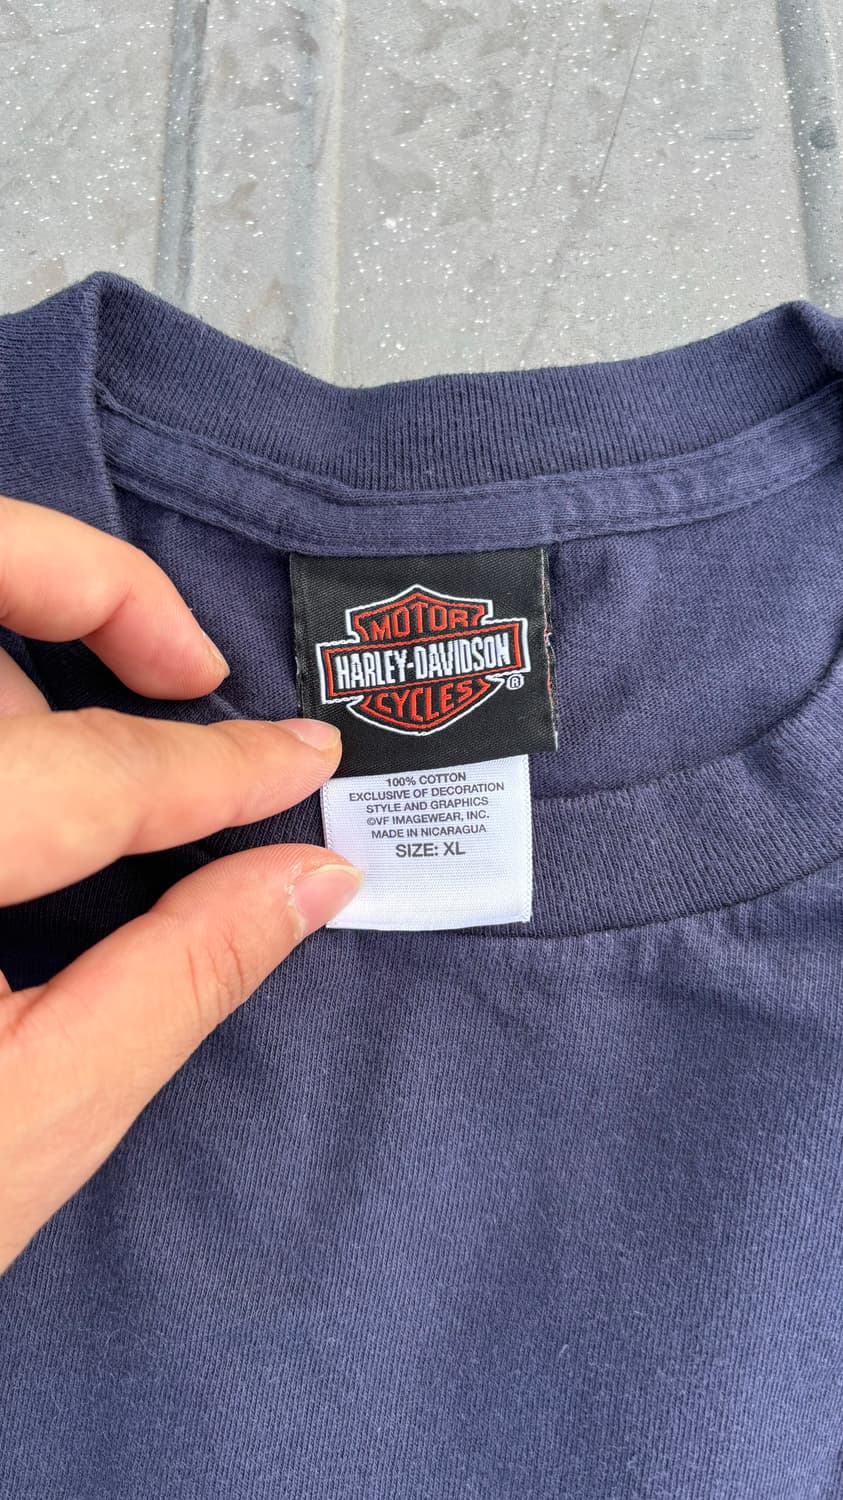 MOTOR
HARLEY-DAVIDSON
CYCLES
®
100% COTTON
EXCLUSIVE OF DECORATION
STYLE AND GRAPHICS
©VF IMAGEWEAR, INC.
MADE IN NICARAGUA
SIZE: XL